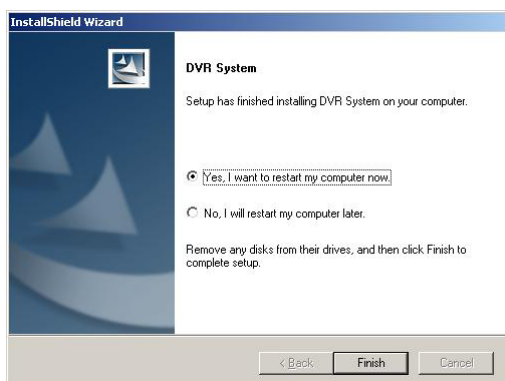 InstallShield Wizard
DVR System
Setup has finished installing DVR System on your computer.
Yes, I want to restart my computer now.
No, I will restart my computer later.
Remove any disks from their drives, and then click Finish to
complete setup.
< Back
Finish
Cancel